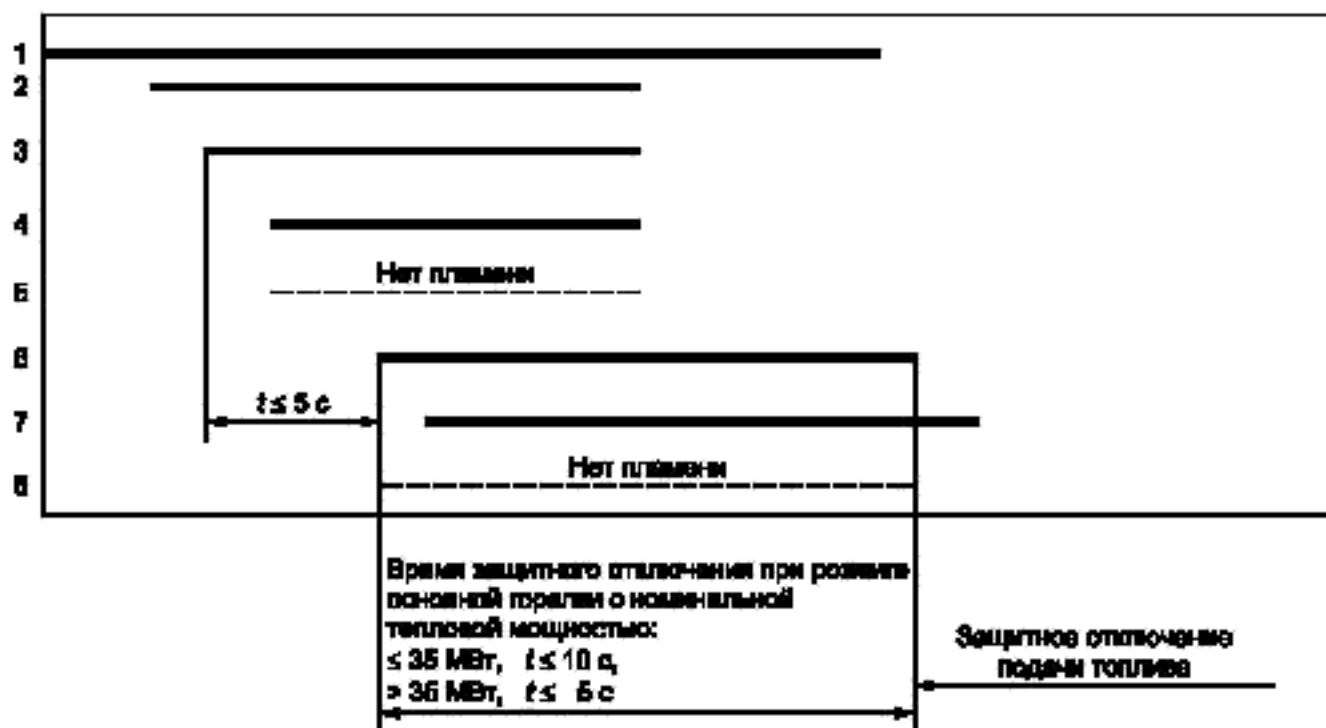 1
2
3
4
Нет пламени
5
6
t ≤ 5 с
7
Нет пламени
8
Время защитного отключения при розжиге
основной горелки с номинальной
тепловой мощностью:
≤ 35 МВт, t ≤ 10 с,
> 35 МВт, t ≤ 5 с
Защитное отключение
подачи топлива